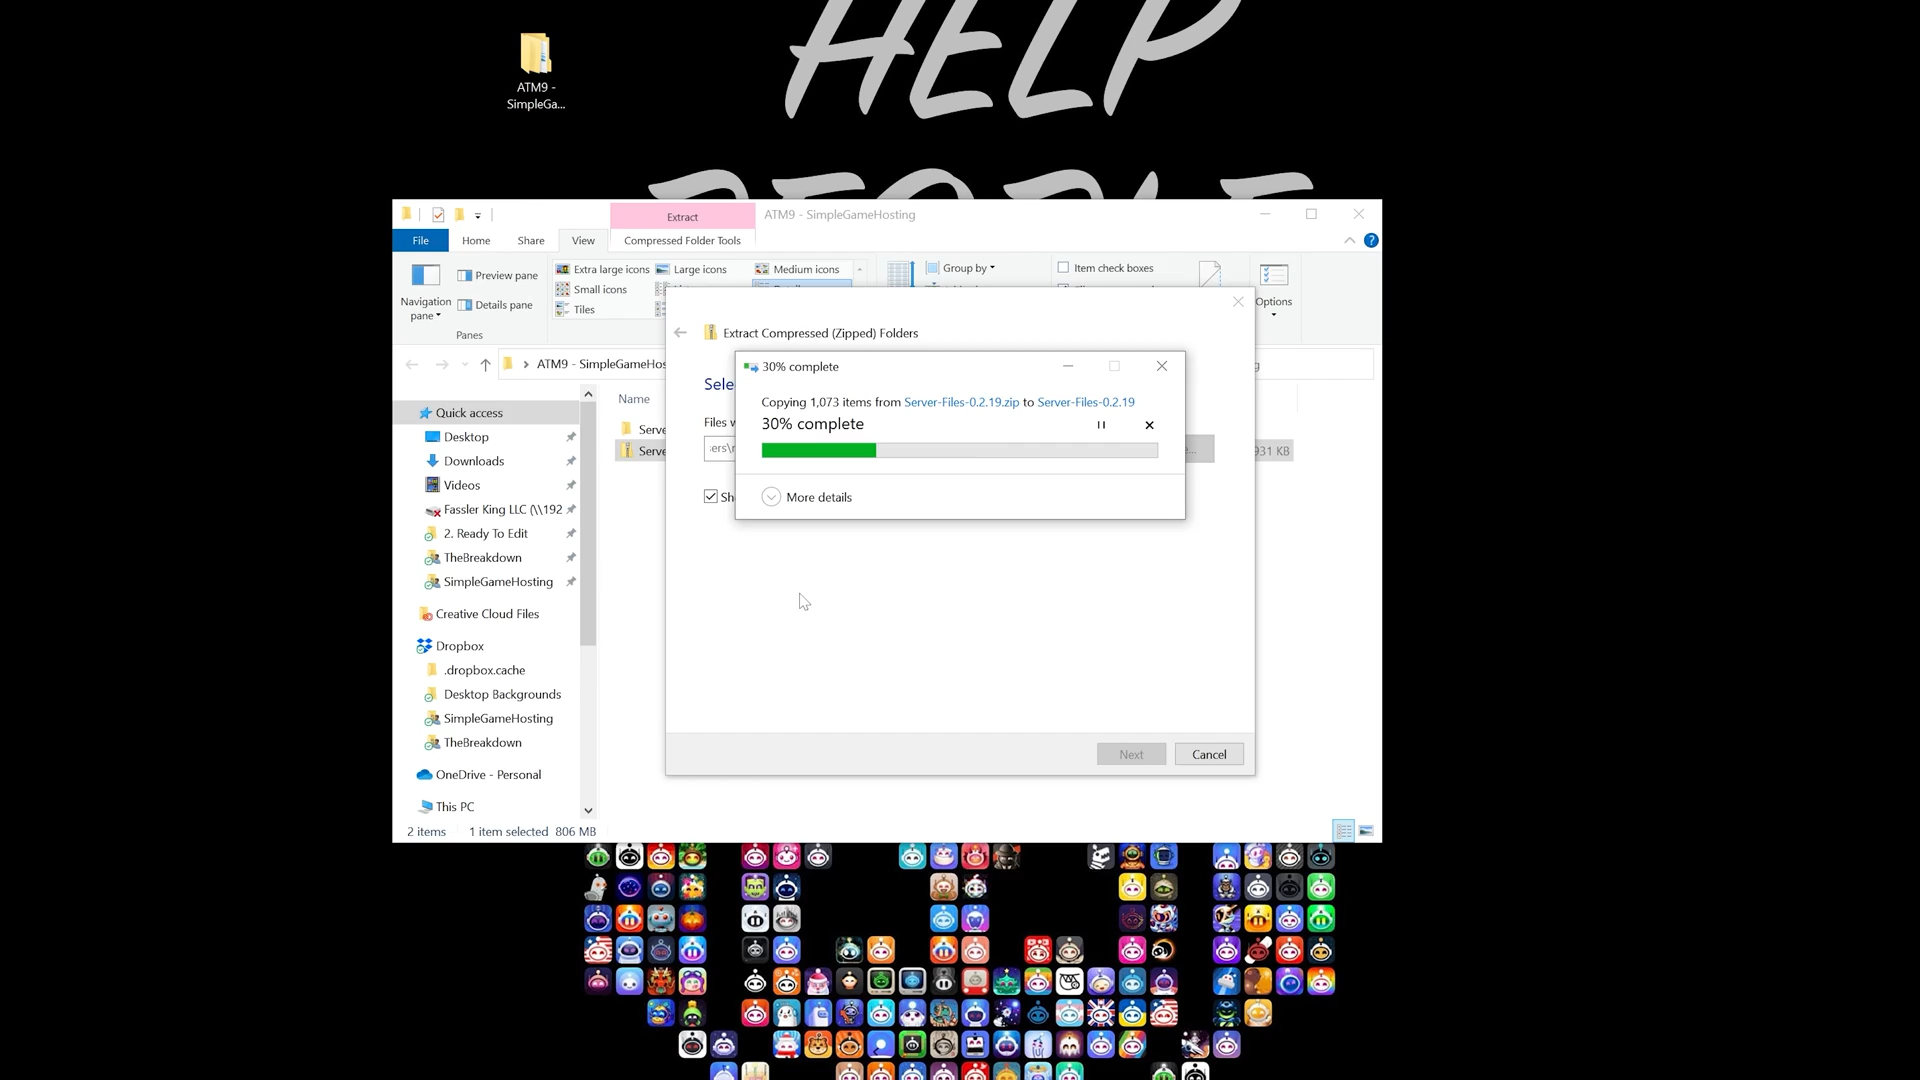 HELP
PEOPLE
ATM9 -
SimpleGa...
Extract
ATM9 - SimpleGameHosting
File
Home
Share
View
Compressed Folder Tools
Navigation
pane
Preview pane
Details pane
Panes
Extra large icons
Large icons
Medium icons
Small icons
Tiles
Group by
Item check boxes
Options
ATM9 - SimpleGameHos
Name
Serve
Serve
931 KB
Quick access
Desktop
Downloads
Videos
Fassler King LLC (\\192
2. Ready To Edit
TheBreakdown
SimpleGameHosting
Creative Cloud Files
Dropbox
.dropbox.cache
Desktop Backgrounds
SimpleGameHosting
TheBreakdown
OneDrive - Personal
This PC
2 items
1 item selected 806 MB
Extract Compressed (Zipped) Folders
Sele
Files w
:ers\r
Sh
30% complete
Copying 1,073 items from Server-Files-0.2.19.zip to Server-Files-0.2.19
30% complete
More details
Next
Cancel